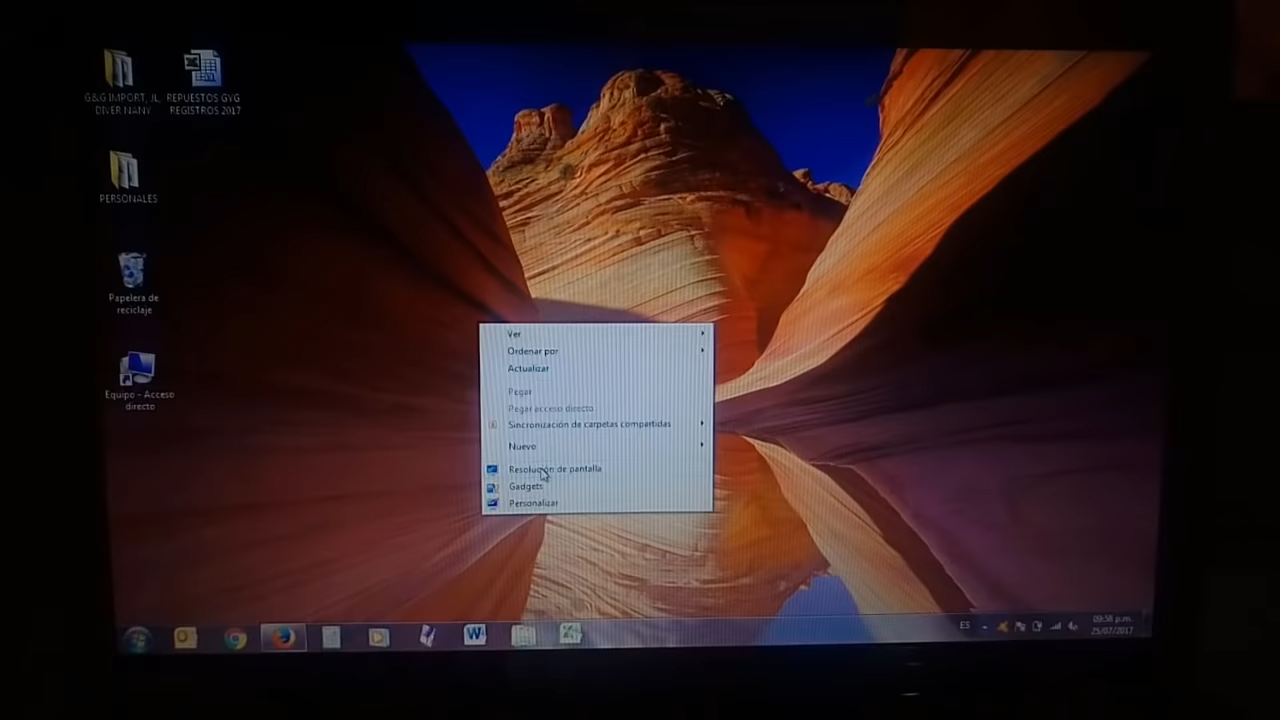 G&G IMPORT, JL,
DIVER NANY
REPUESTOS GYG
REGISTROS 2017
PERSONALES
Papelera de
reciclaje
Equipo - Acceso
directo
Ver
Ordenar por
Actualizar
Pegar
Pegar acceso directo
Sincronización de carpetas compartidas
Nuevo
Resolución de pantalla
Gadgets
Personalizar
ES
09:58 p.m.
25/07/2017